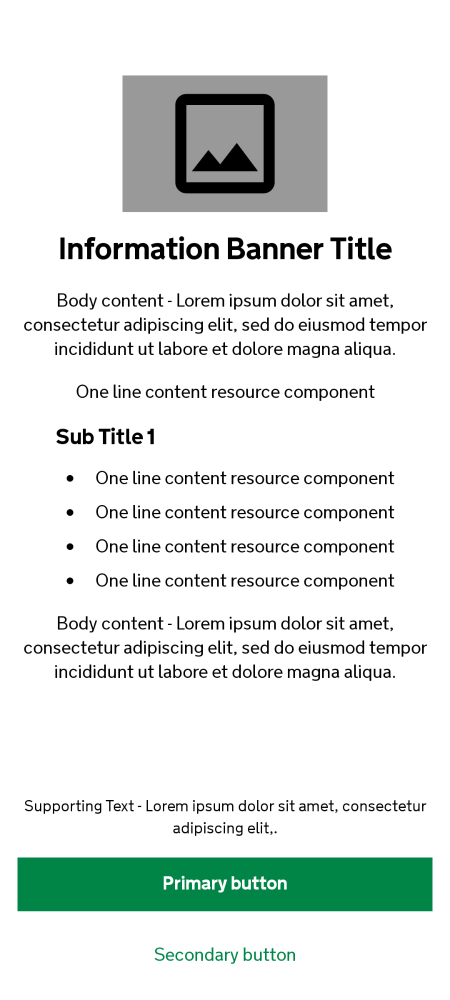 Information Banner Title
Body content - Lorem ipsum dolor sit amet,
consectetur adipiscing elit, sed do eiusmod tempor
incididunt ut labore et dolore magna aliqua.
One line content resource component
Sub Title 1
• One line content resource component
• One line content resource component
• One line content resource component
• One line content resource component
Body content - Lorem ipsum dolor sit amet,
consectetur adipiscing elit, sed do eiusmod tempor
incididunt ut labore et dolore magna aliqua.
Supporting Text - Lorem ipsum dolor sit amet, consectetur
adipiscing elit,.
Primary button
Secondary button